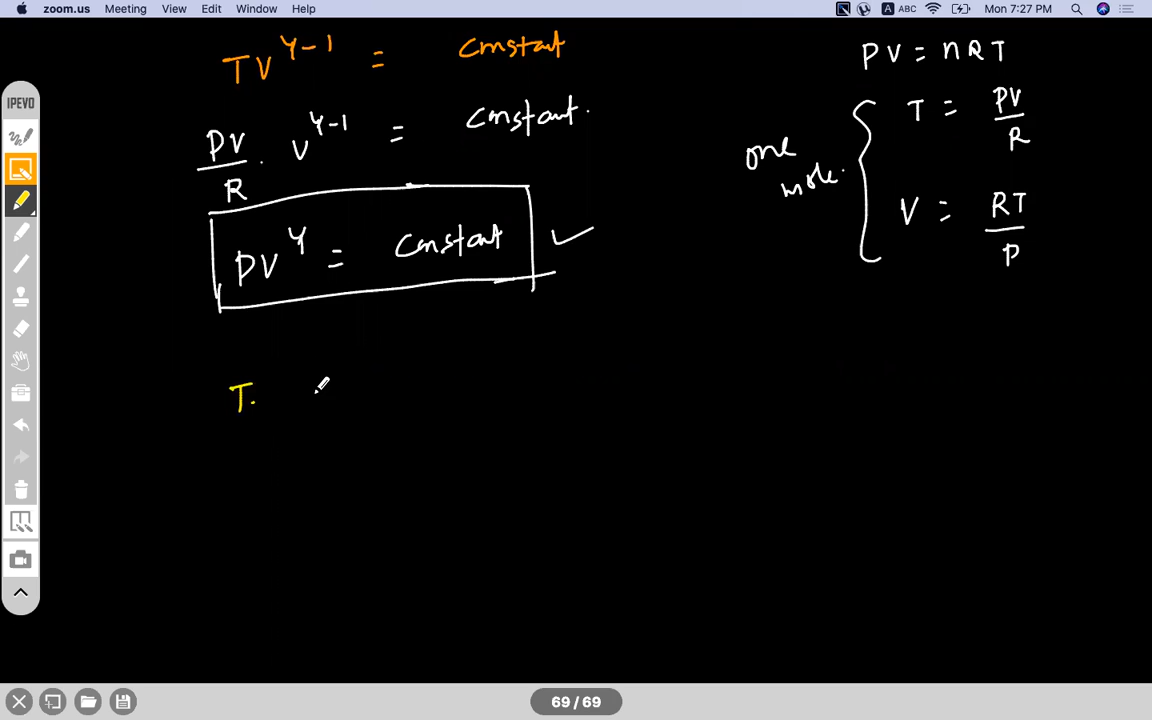 zoom.us Meeting View Edit Window Help A ABC Mon 7:27 PM
IPEVO
TV^γ-1 = constant
PV/R . V^γ-1 = constant.
PV^γ = constant
T.
PV = nRT
one mole.
T = PV/R
V = RT/P
69 / 69